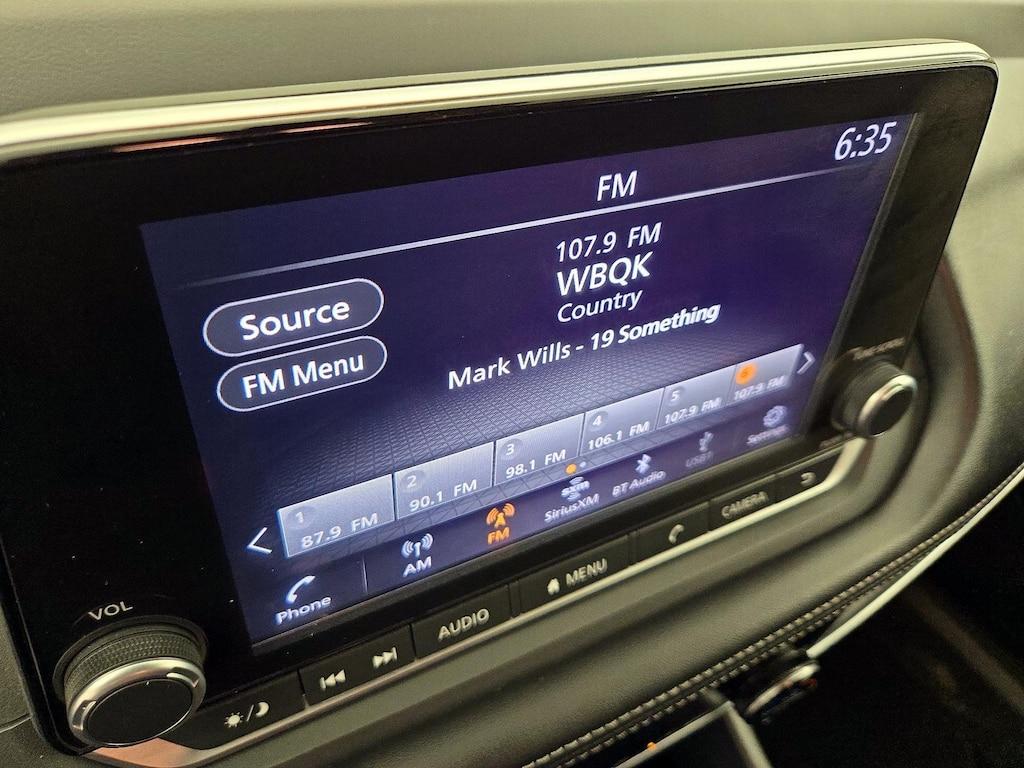 6:35
FM
107.9 FM
WBQK
Country
Mark Wills - 19 Something
Source
FM Menu
1
87.9 FM
2
90.1 FM
3
98.1 FM
4
106.1 FM
5
107.9 FM
6
107.9 FM
Phone
AM
FM
sxm
SiriusXM
BT Audio
USB1
Settings
VOL
AUDIO
MENU
CAMERA